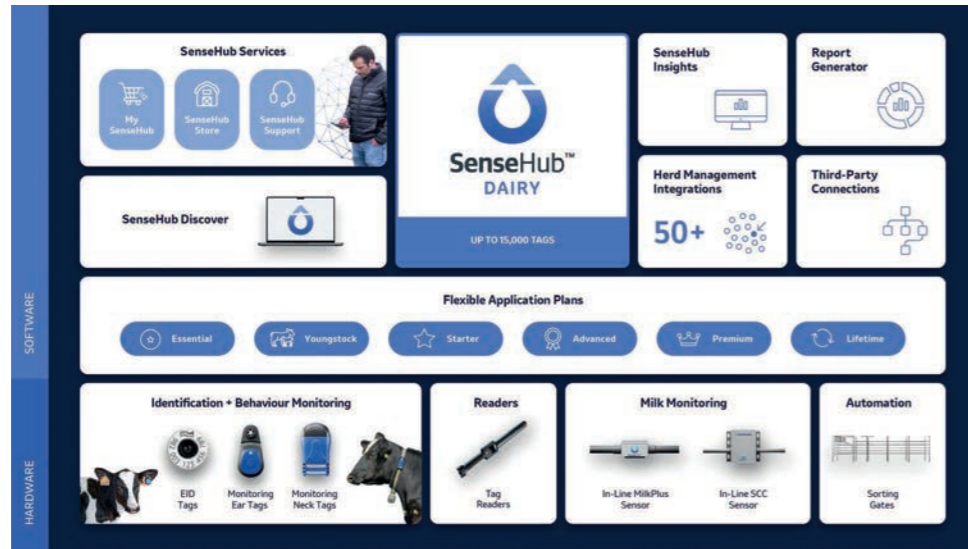 SenseHub Services
My
SenseHub
SenseHub
Store
SenseHub
Support
SenseHub Discover
SenseHub™
DAIRY
UP TO 15,000 TAGS
SenseHub
Insights
Report
Generator
Herd Management
Integrations
50+
Third-Party
Connections
SOFTWARE
Flexible Application Plans
Essential
Youngstock
Starter
Advanced
Premium
Lifetime
HARDWARE
Identification + Behaviour Monitoring
EID
Tags
Monitoring
Ear Tags
Monitoring
Neck Tags
Readers
Tag
Readers
Milk Monitoring
In-Line MilkPlus
Sensor
In-Line SCC
Sensor
Automation
Sorting
Gates